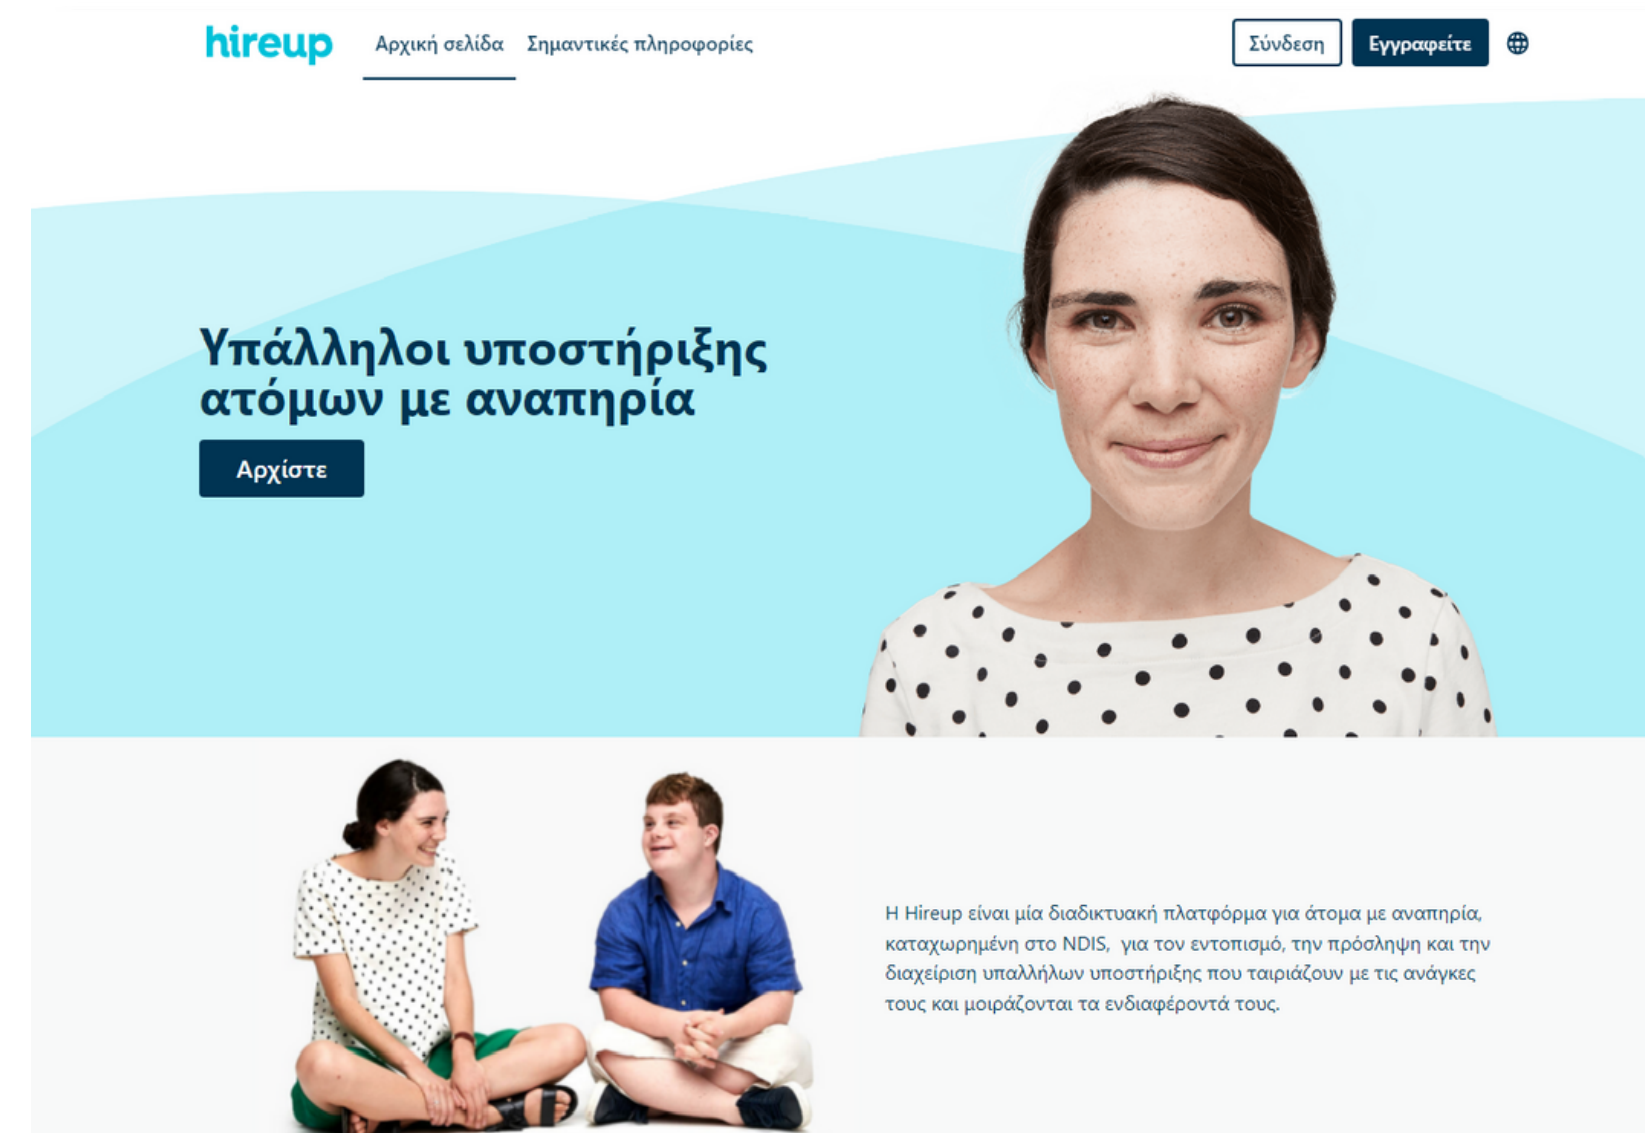 hireup
Αρχική σελίδα
Σημαντικές πληροφορίες
Σύνδεση
Εγγραφείτε
Υπάλληλοι υποστήριξης
ατόμων με αναπηρία
Αρχίστε
Η Hireup είναι μία διαδικτυακή πλατφόρμα για άτομα με αναπηρία,
καταχωρημένη στο NDIS,  για τον εντοπισμό, την πρόσληψη και την
διαχείριση υπαλλήλων υποστήριξης που ταιριάζουν με τις ανάγκες
τους και μοιράζονται τα ενδιαφέροντά τους.